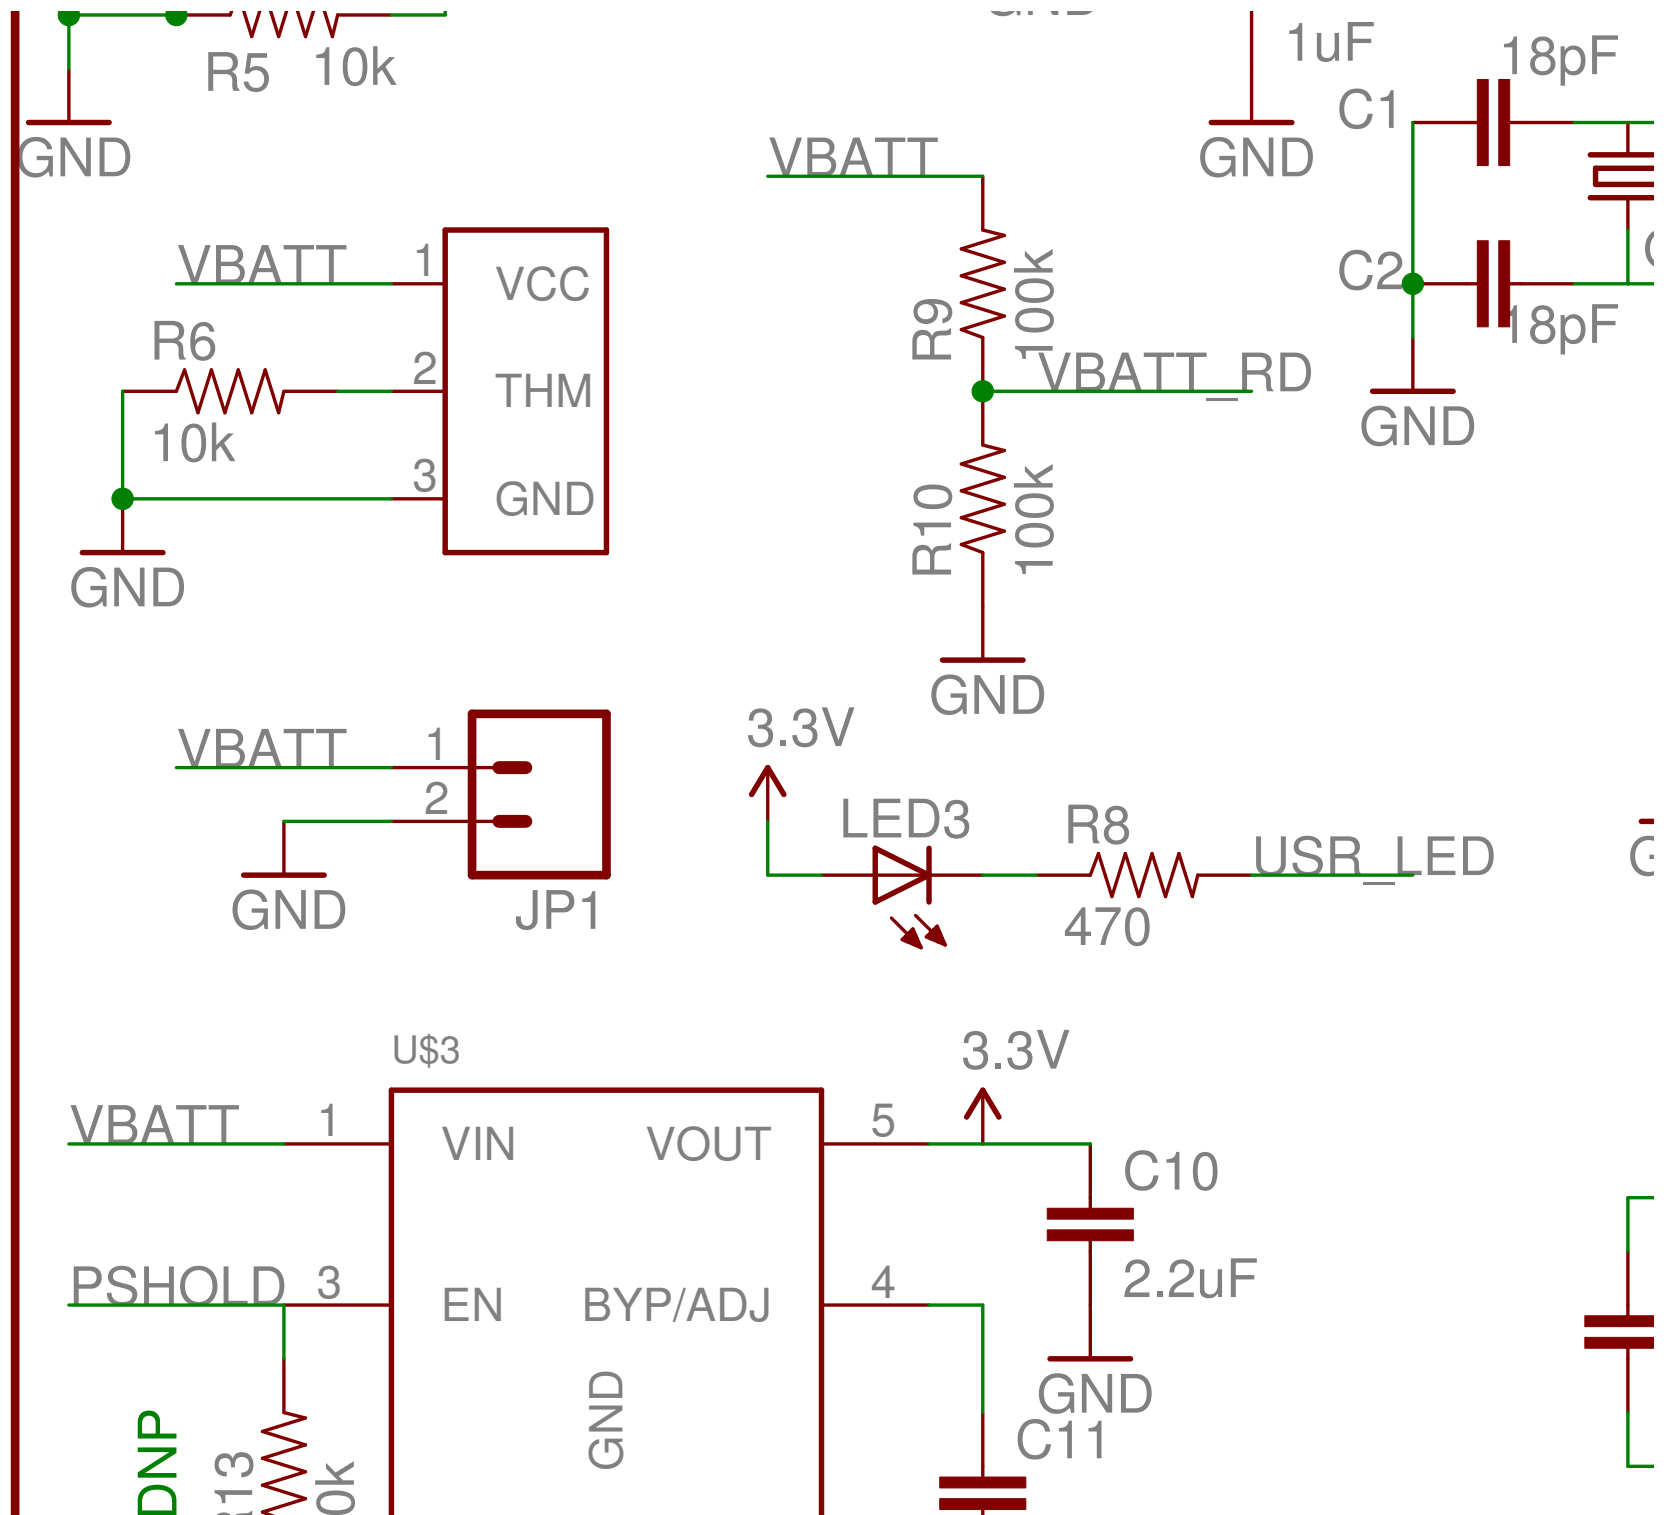 GND
1uF
18pF
R5
10k
C1
GND
VBATT
GND
VBATT
1
VCC
R9
100k
C2
18pF
R6
2
THM
VBATT_RD
10k
GND
3
GND
R10
100k
GND
GND
3.3V
VBATT
1
2
LED3
R8
USR_LED
GND
JP1
470
U$3
3.3V
VBATT
1
VIN
VOUT
5
C10
PSHOLD
3
EN
BYP/ADJ
4
2.2uF
GND
GND
C11
DNP